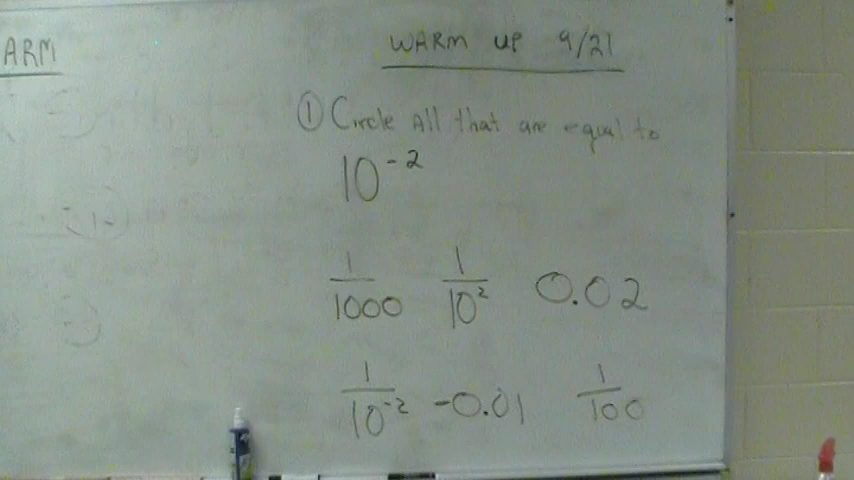 ARM
WARM UP 9/21
① Circle All that are equal to
10⁻²
1/1000 1/10² 0.02
1/10⁻² -0.01 1/100